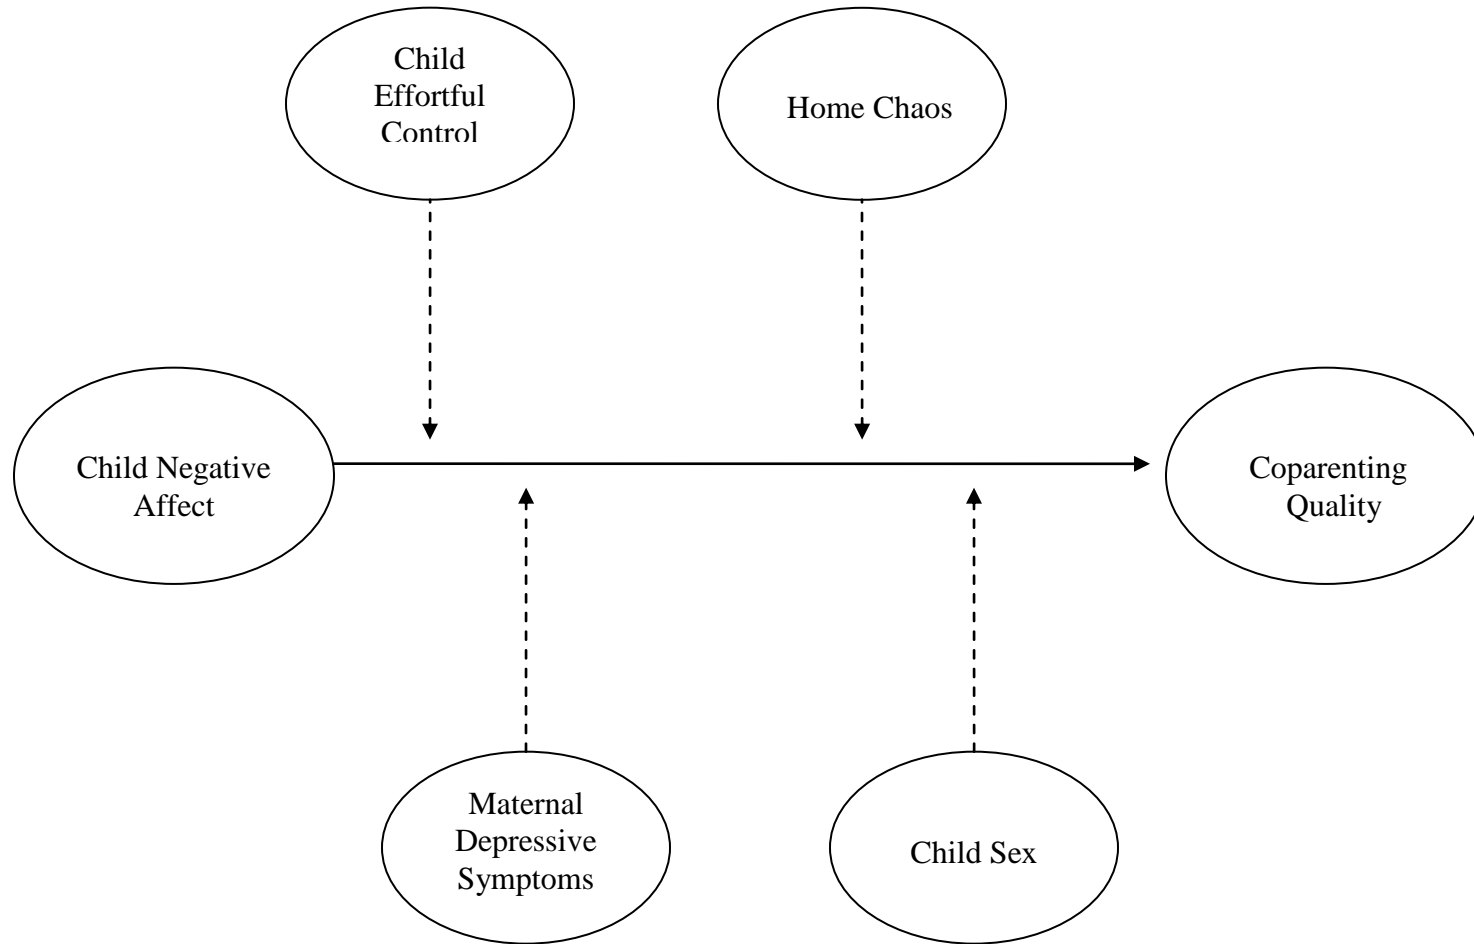 Child
Effortful
Control
Home Chaos
Child Negative
Affect
Coparenting
Quality
Maternal
Depressive
Symptoms
Child Sex